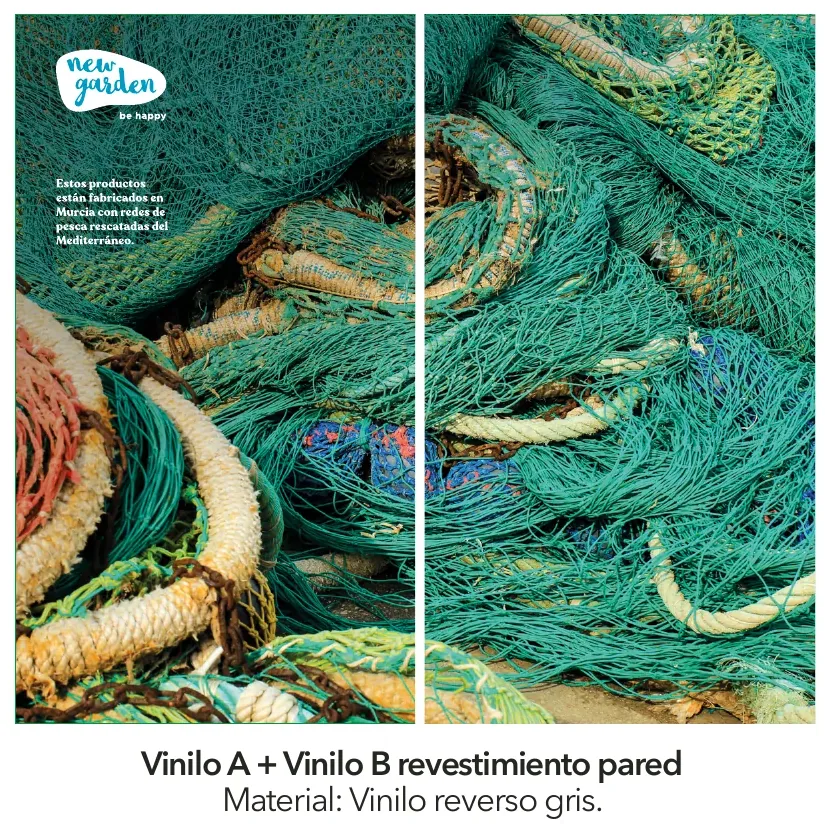 new
garden
be happy
Estos productos
están fabricados en
Murcia con redes de
pesca rescatadas del
Mediterráneo.
Vinilo A + Vinilo B revestimiento pared
Material: Vinilo reverso gris.